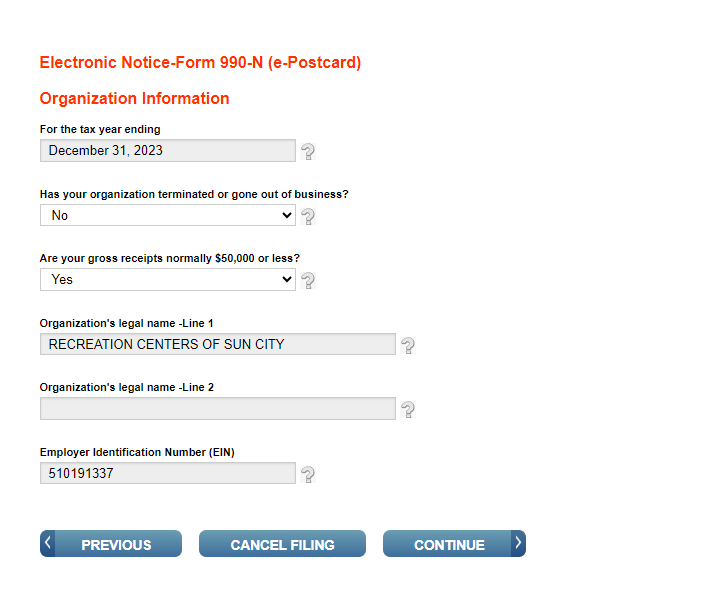 Electronic Notice-Form 990-N (e-Postcard)
Organization Information
For the tax year ending
December 31, 2023
?
Has your organization terminated or gone out of business?
No
?
Are your gross receipts normally $50,000 or less?
Yes
?
Organization's legal name -Line 1
RECREATION CENTERS OF SUN CITY
?
Organization's legal name -Line 2
?
Employer Identification Number (EIN)
510191337
?
PREVIOUS CANCEL FILING CONTINUE